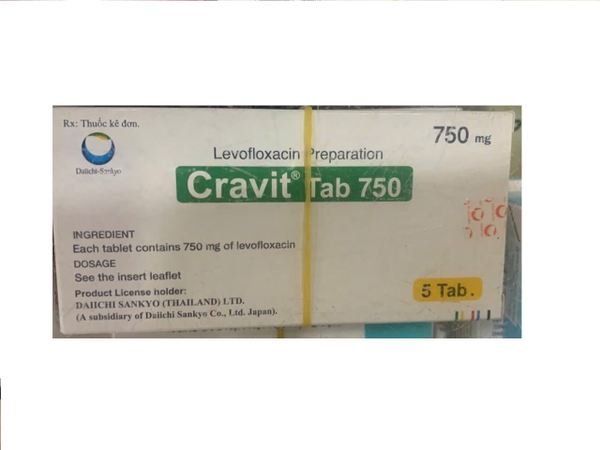 Rx: Thuốc kê đơn.
750 mg
Daiichi-Sankyo
Levofloxacin Preparation
Cravit® Tab 750
INGREDIENT
Each tablet contains 750 mg of levofloxacin
DOSAGE
See the insert leaflet
Product License holder:
DAIICHI SANKYO (THAILAND) LTD.
(A subsidiary of Daiichi Sankyo Co., Ltd. Japan).
5 Tab.